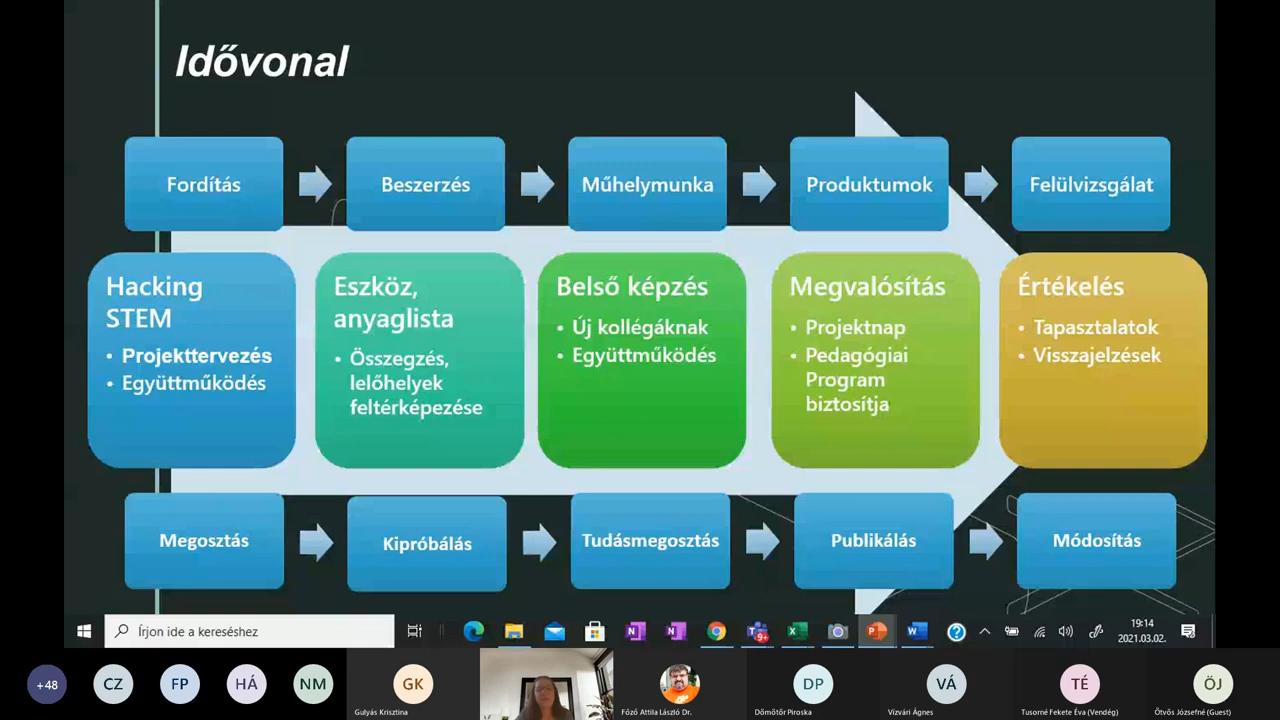 Idővonal
Fordítás
Beszerzés
Műhelymunka
Produktumok
Felülvizsgálat
Hacking
STEM
• Projekttervezés
• Együttműködés
Eszköz,
anyaglista
• Összegzés,
lelőhelyek
feltérképezése
Belső képzés
• Új kollégáknak
• Együttműködés
Megvalósítás
• Projektnap
• Pedagógiai
Program
biztosítja
Értékelés
• Tapasztalatok
• Visszajelzések
Megosztás
Kipróbálás
Tudásmegosztás
Publikálás
Módosítás
Írjon ide a kereséshez
9+
19:14
2021.03.02.
+48
CZ
FP
HÁ
NM
GK
Gulyás Krisztina
Főző Attila László Dr.
DP
Dömötör Piroska
VÁ
Vízvári Ágnes
TÉ
Tusorné Fekete Éva (Vendég)
ÖJ
Ötvös Józsefné (Guest)